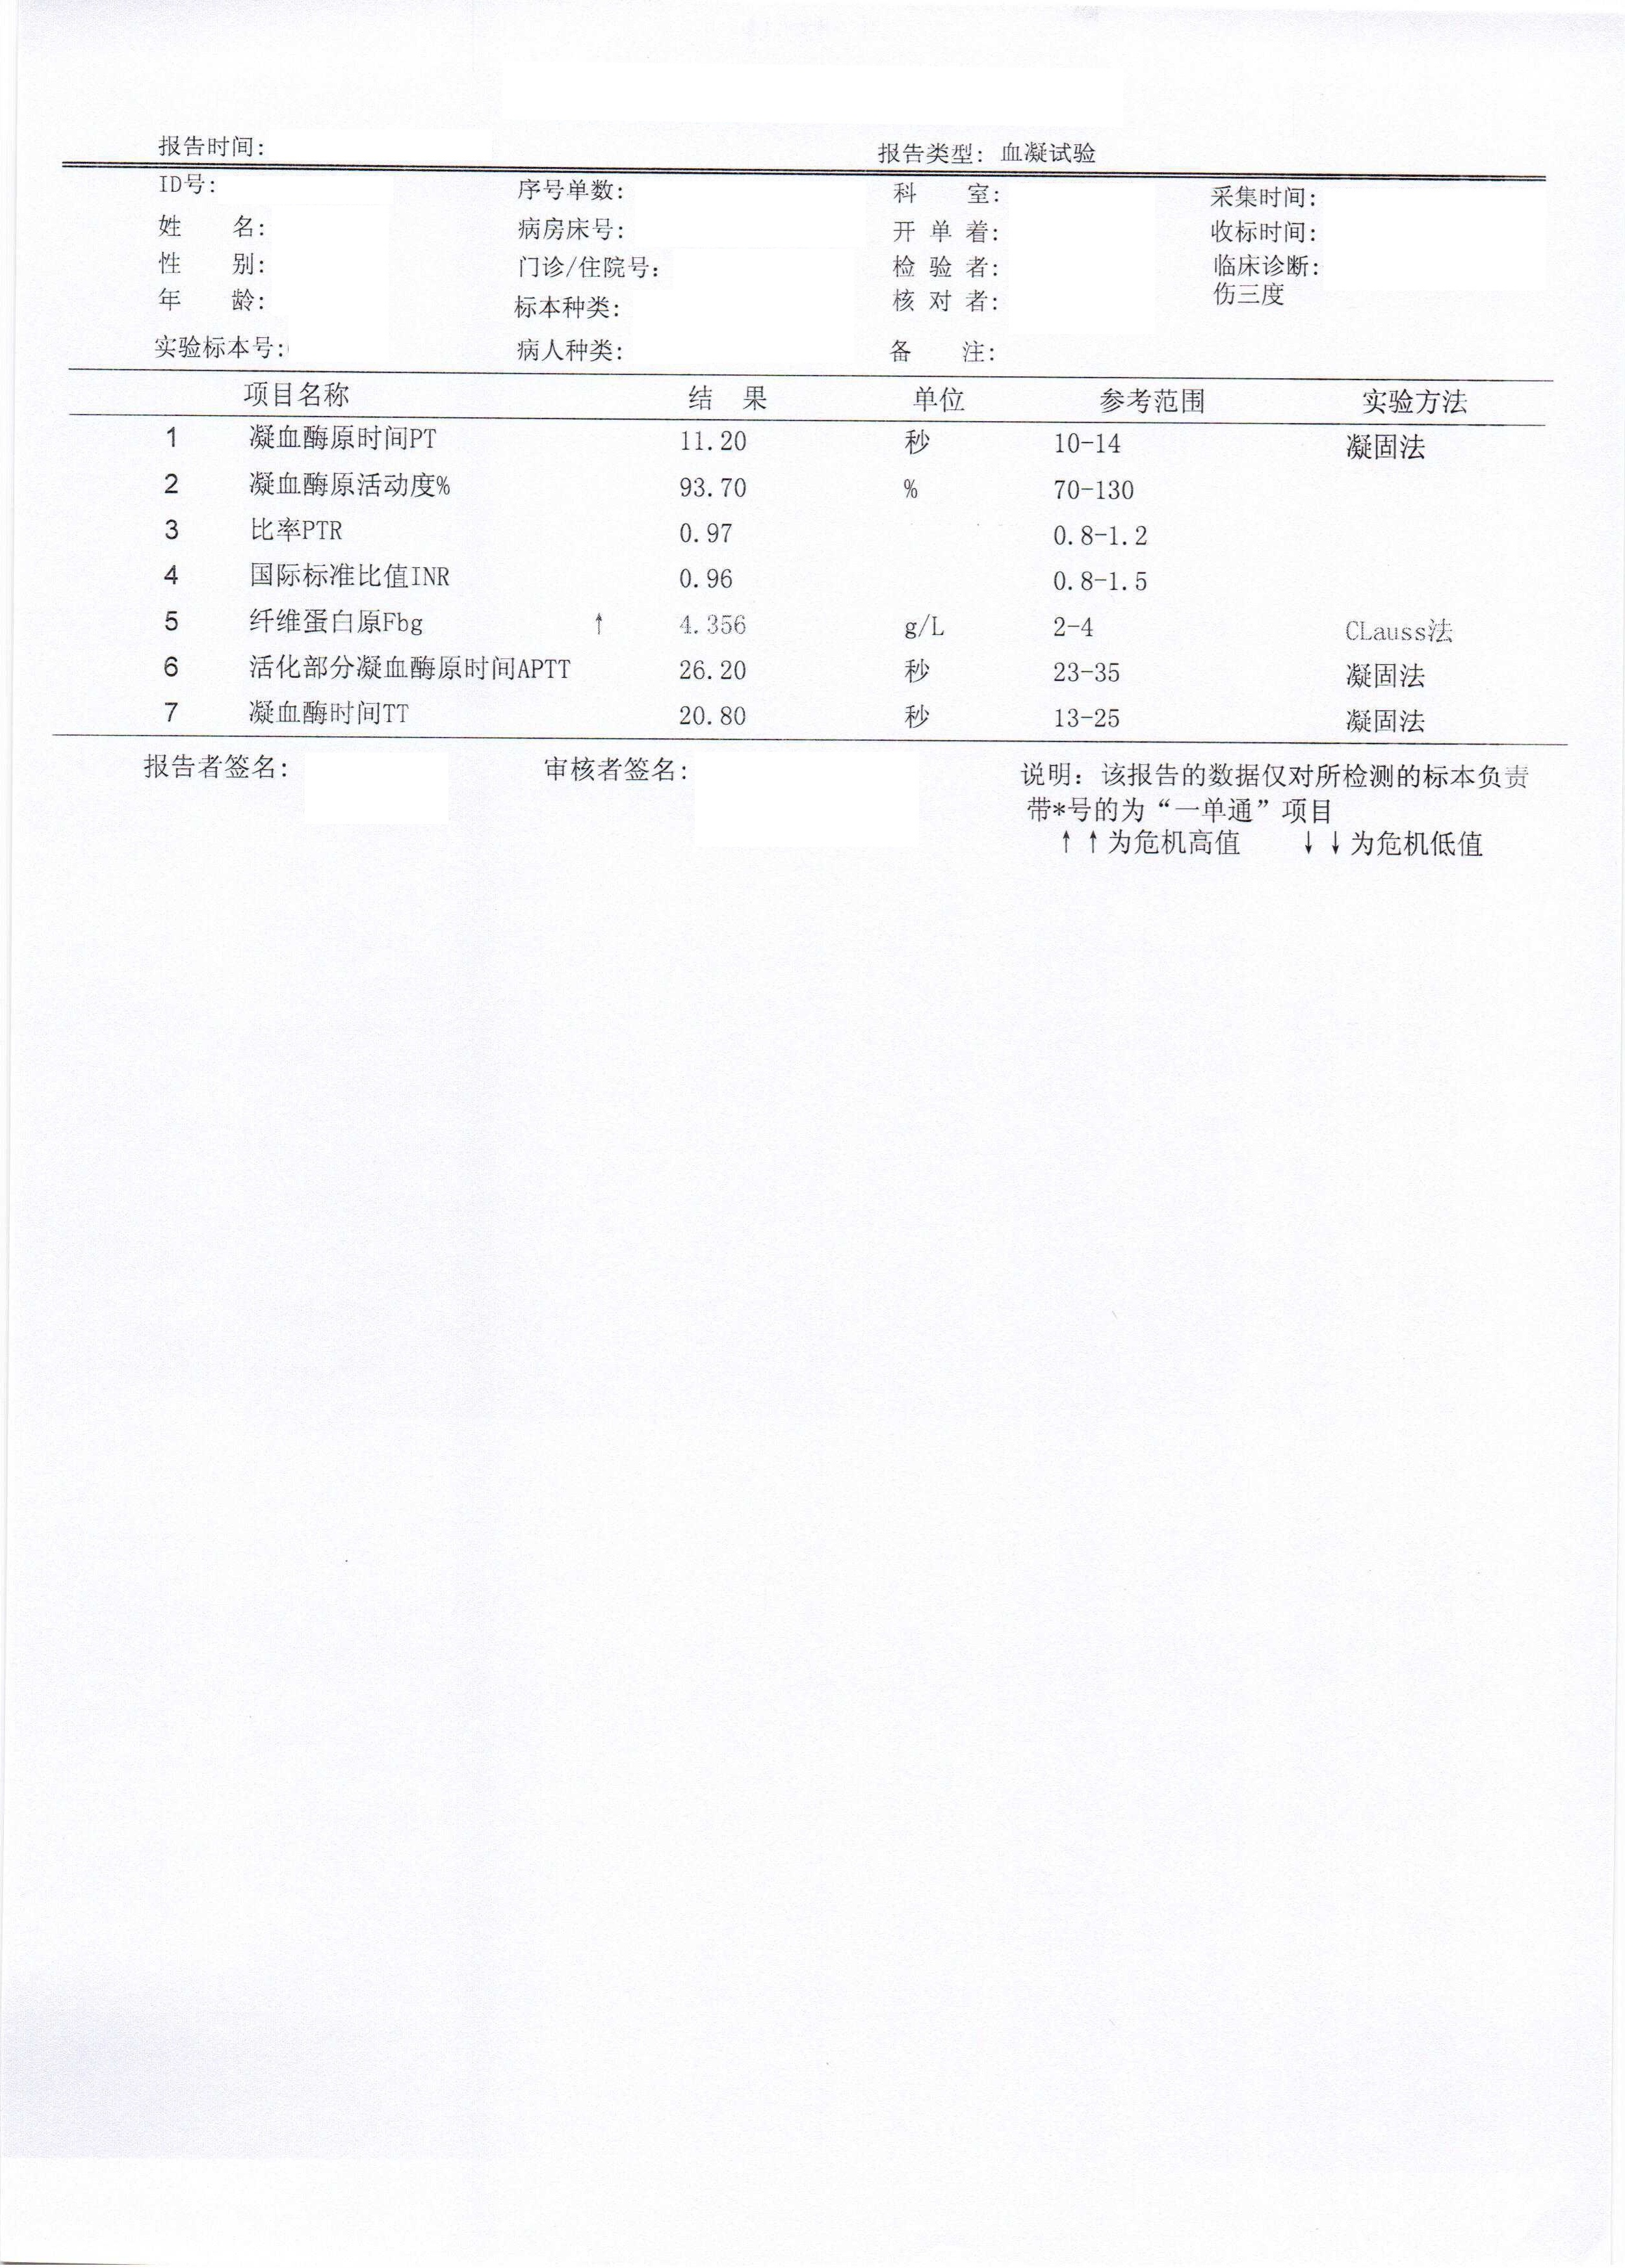 报告时间: 报告类型: 血凝试验
ID号: 序号单数: 科 室: 采集时间:
姓 名: 病房床号: 开 单 着: 收标时间:
性 别: 门诊/住院号: 检 验 者: 临床诊断:
年 龄: 标本种类: 核 对 者: 伤三度
实验标本号: 病人种类: 备 注:
项目名称 结 果 单位 参考范围 实验方法
1 凝血酶原时间PT 11.20 秒 10-14 凝固法
2 凝血酶原活动度% 93.70 % 70-130
3 比率PTR 0.97 0.8-1.2
4 国际标准比值INR 0.96 0.8-1.5
5 纤维蛋白原Fbg ↑ 4.356 g/L 2-4 CLauss法
6 活化部分凝血酶原时间APTT 26.20 秒 23-35 凝固法
7 凝血酶时间TT 20.80 秒 13-25 凝固法
报告者签名: 审核者签名: 说明: 该报告的数据仅对所检测的标本负责
带*号的为“一单通”项目
↑↑为危机高值 ↓↓为危机低值